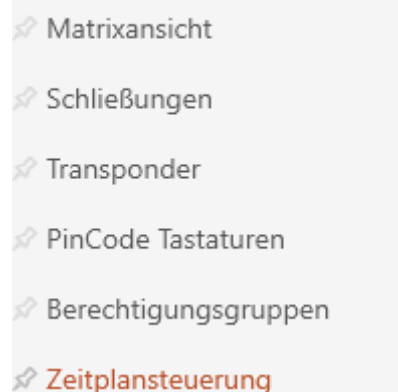 Matrixansicht
Schließungen
Transponder
PinCode Tastaturen
Berechtigungsgruppen
Zeitplansteuerung